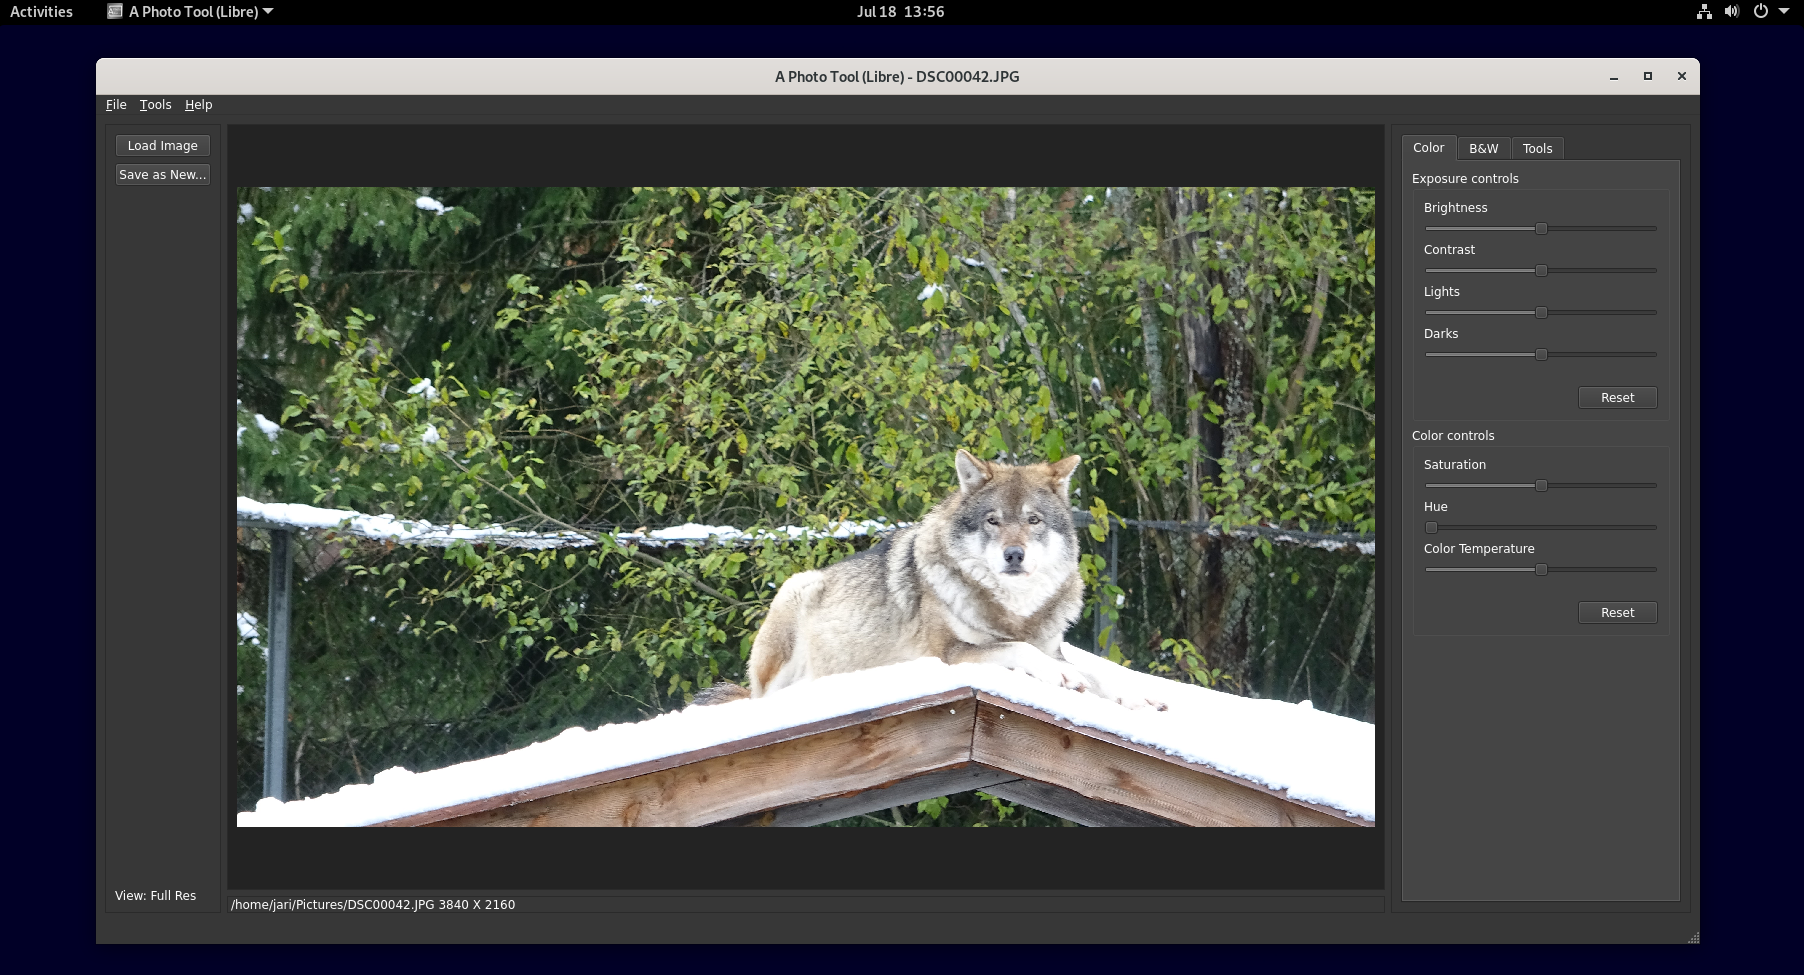 Activities A Photo Tool (Libre) Jul 18 13:56
A Photo Tool (Libre) - DSC00042.JPG
File Tools Help
Load Image
Save as New...
Color B&W Tools
Exposure controls
Brightness
Contrast
Lights
Darks
Reset
Color controls
Saturation
Hue
Color Temperature
Reset
View: Full Res
/home/jari/Pictures/DSC00042.JPG 3840 X 2160